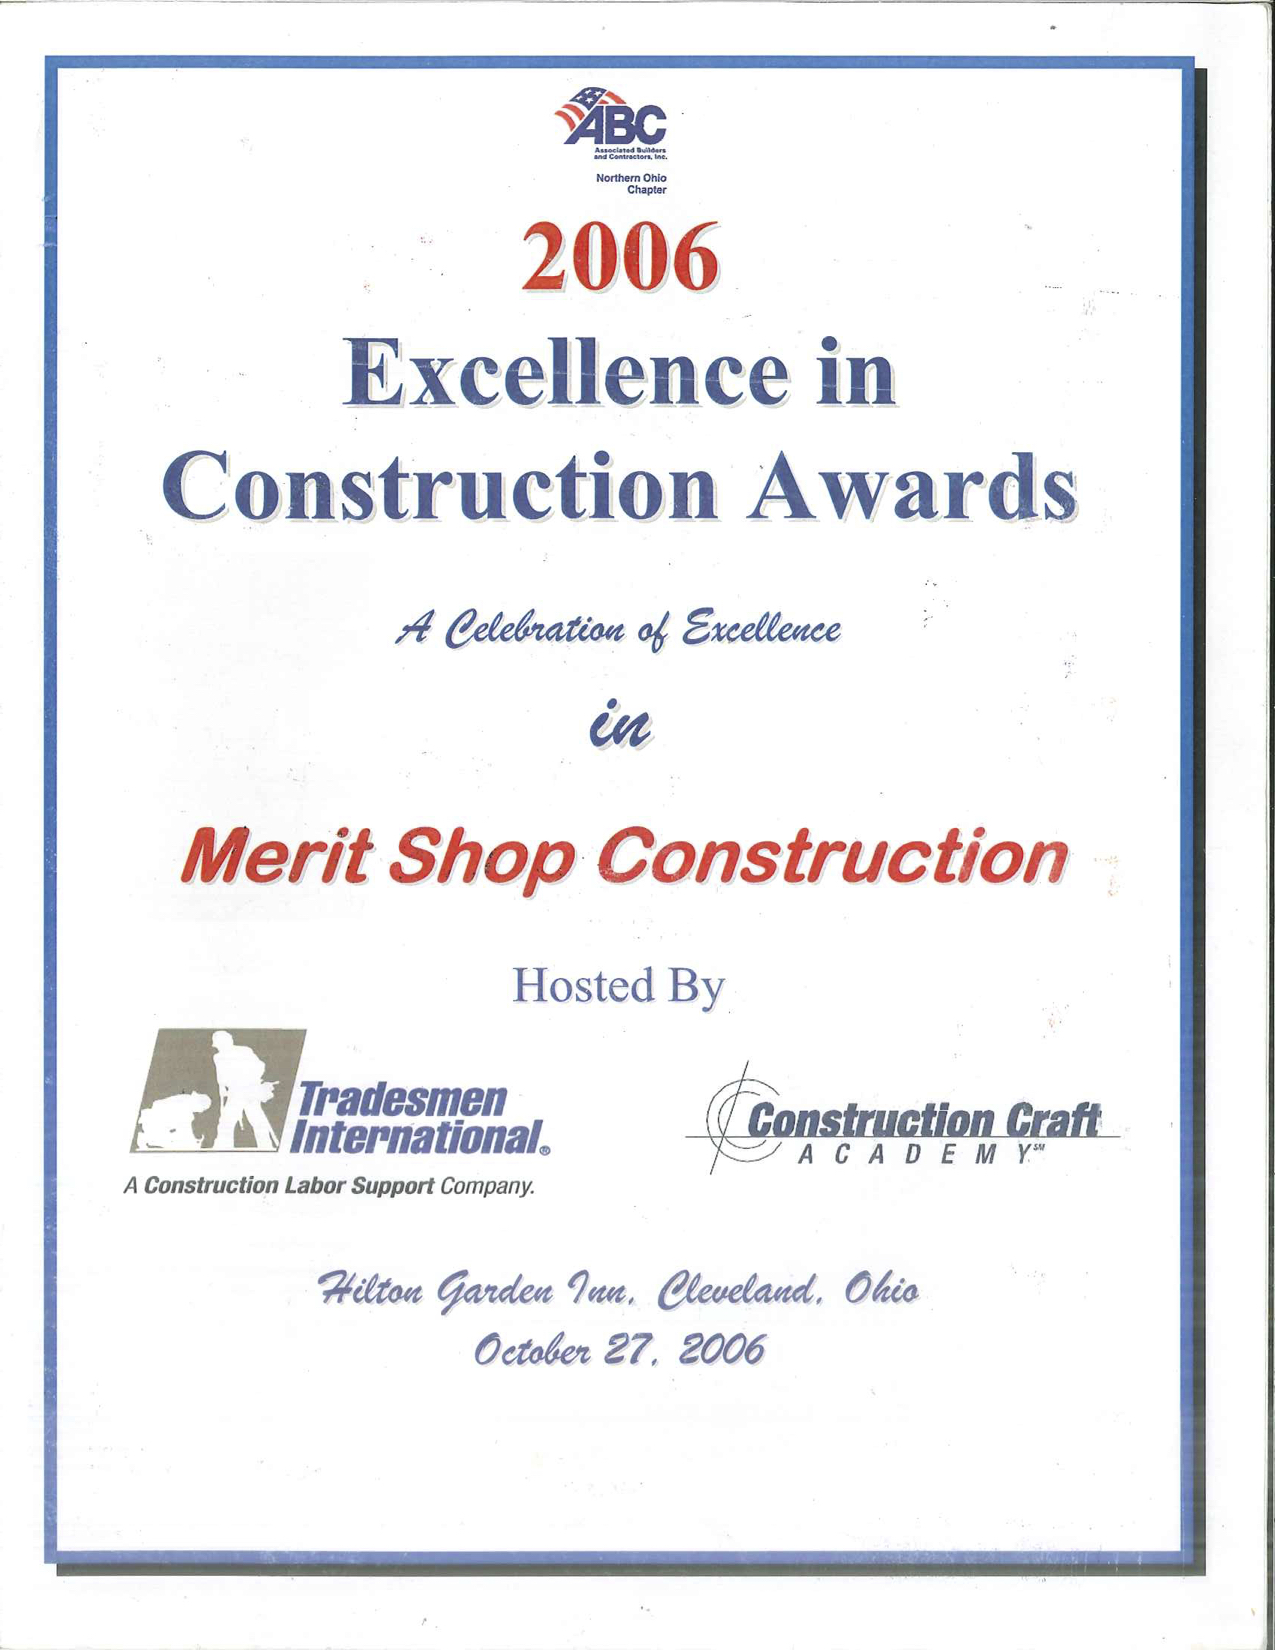 ABC
Associated Builders
and Contractors, Inc.
Northern Ohio
Chapter
2006
Excellence in
Construction Awards
A Celebration of Excellence
in
Merit Shop Construction
Hosted By
Tradesmen
International®
A Construction Labor Support Company.
Construction Craft
ACADEMY℠
Hilton Garden Inn, Cleveland, Ohio
October 27, 2006